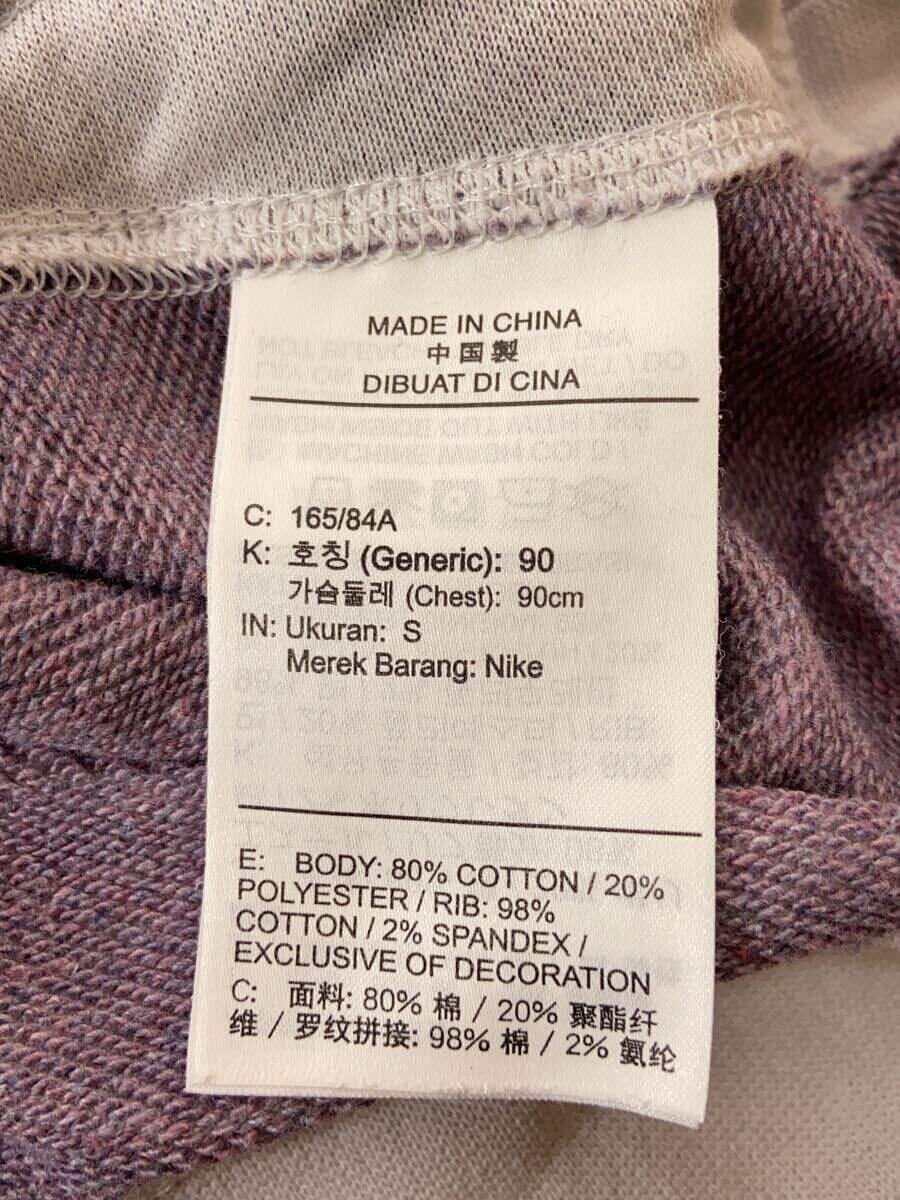 MADE IN CHINA
中国製
DIBUAT DI CINA
C: 165/84A
K: 호칭 (Generic): 90
가슴둘레 (Chest): 90cm
IN: Ukuran: S
Merek Barang: Nike
E: BODY: 80% COTTON / 20%
POLYESTER / RIB: 98%
COTTON / 2% SPANDEX /
EXCLUSIVE OF DECORATION
C: 面料: 80% 棉 / 20% 聚酯纤
维 / 罗纹拼接: 98% 棉 / 2% 氨纶